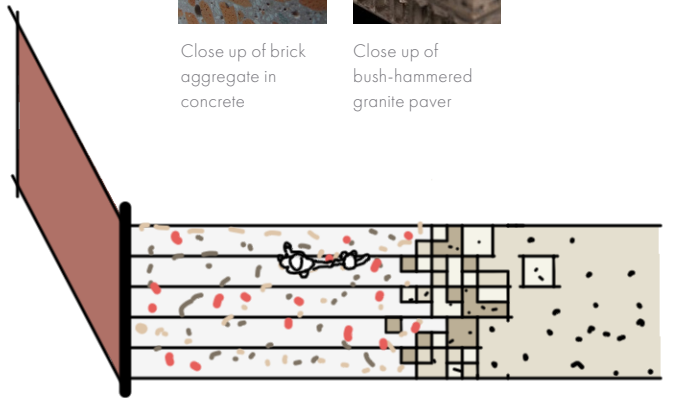 Close up of brick
aggregate in
concrete
Close up of
bush-hammered
granite paver